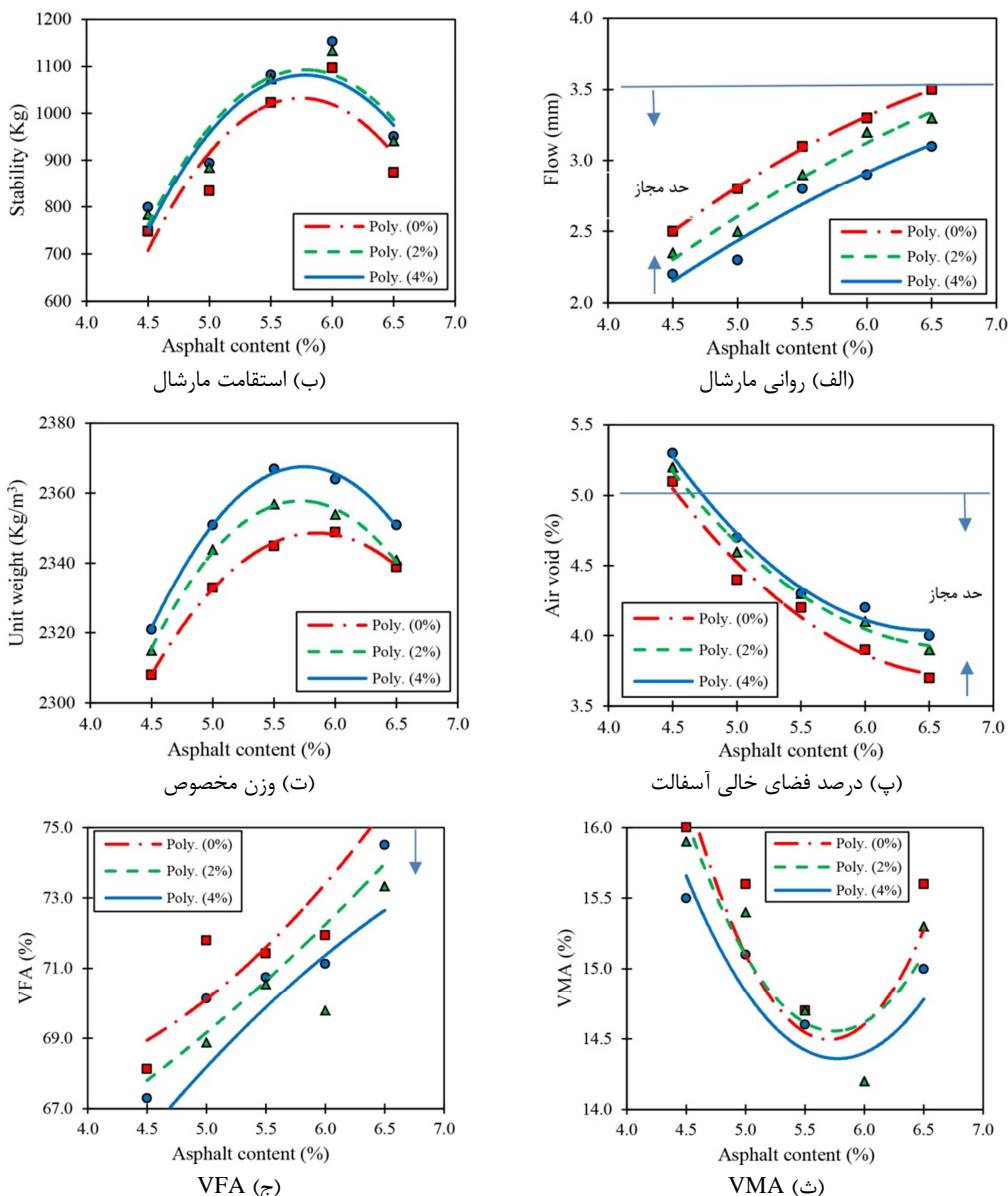 1200
1100
1000
900
800
700
600
Stability (Kg)
Poly. (0%)
Poly. (2%)
Poly. (4%)
4.0 4.5 5.0 5.5 6.0 6.5 7.0
Asphalt content (%)
(ب) استقامت مارشال
4.0
3.5
3.0
2.5
2.0
Flow (mm)
حد مجاز
Poly. (0%)
Poly. (2%)
Poly. (4%)
4.0 4.5 5.0 5.5 6.0 6.5 7.0
Asphalt content (%)
(الف) روانی مارشال
2380
2360
2340
2320
2300
Unit weight (Kg/m³)
Poly. (0%)
Poly. (2%)
Poly. (4%)
4.0 4.5 5.0 5.5 6.0 6.5 7.0
Asphalt content (%)
(ت) وزن مخصوص
5.5
5.0
4.5
4.0
3.5
Air void (%)
حد مجاز
Poly. (0%)
Poly. (2%)
Poly. (4%)
4.0 4.5 5.0 5.5 6.0 6.5 7.0
Asphalt content (%)
(پ) درصد فضای خالی آسفالت
75.0
73.0
71.0
69.0
67.0
VFA (%)
Poly. (0%)
Poly. (2%)
Poly. (4%)
4.0 4.5 5.0 5.5 6.0 6.5 7.0
Asphalt content (%)
(ج) VFA
16.0
15.5
15.0
14.5
14.0
VMA (%)
Poly. (0%)
Poly. (2%)
Poly. (4%)
4.0 4.5 5.0 5.5 6.0 6.5 7.0
Asphalt content (%)
(ث) VMA